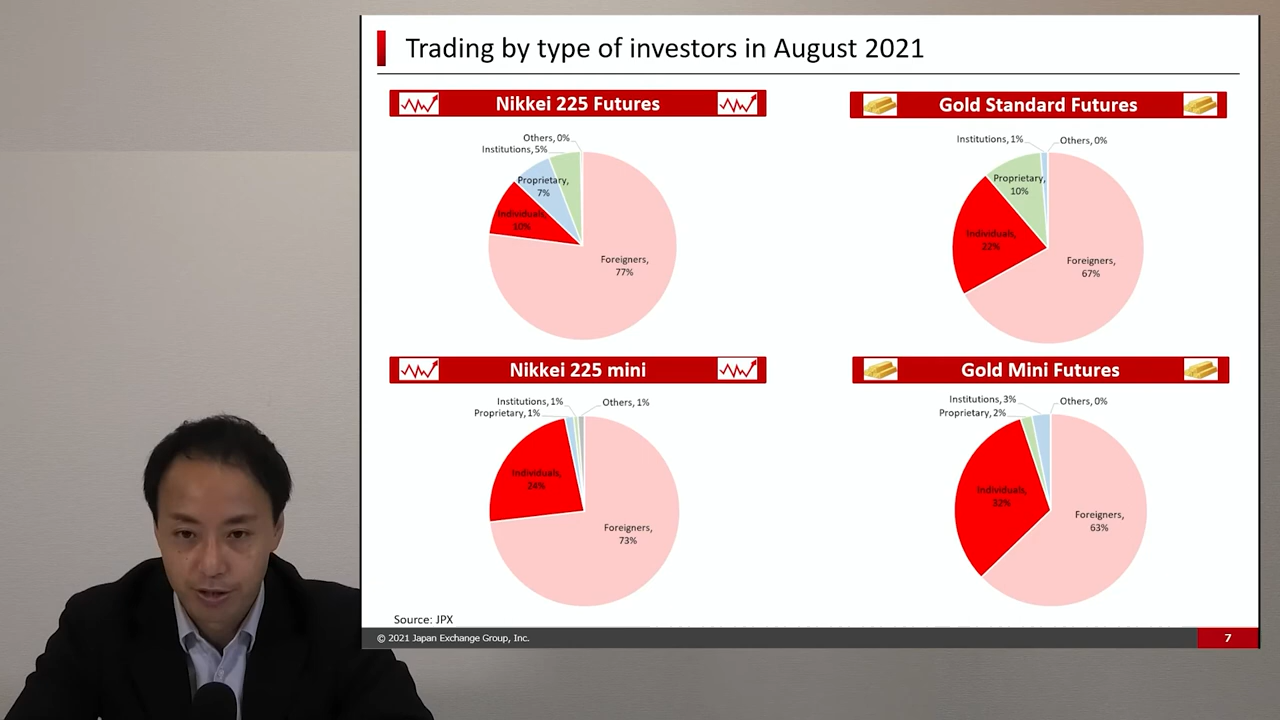 Trading by type of investors in August 2021
Nikkei 225 Futures
Others, 0%
Institutions, 5%
Proprietary,
7%
Individuals,
10%
Foreigners,
77%
Gold Standard Futures
Institutions, 1%
Others, 0%
Proprietary,
10%
Individuals,
22%
Foreigners,
67%
Nikkei 225 mini
Institutions, 1%
Others, 1%
Proprietary, 1%
Individuals,
24%
Foreigners,
73%
Gold Mini Futures
Institutions, 3%
Others, 0%
Proprietary, 2%
Individuals,
32%
Foreigners,
63%
Source: JPX
© 2021 Japan Exchange Group, Inc.
7